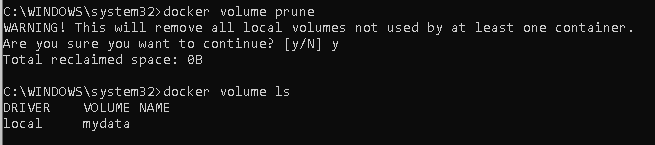 C:\WINDOWS\system32>docker volume prune
WARNING! This will remove all local volumes not used by at least one container.
Are you sure you want to continue? [y/N] y
Total reclaimed space: 0B
C:\WINDOWS\system32>docker volume ls
DRIVER    VOLUME NAME
local     mydata